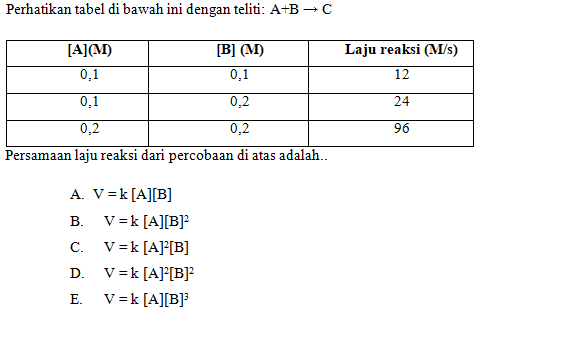 Perhatikan tabel di bawah ini dengan teliti: A+B → C
[A](M) [B] (M) Laju reaksi (M/s)
0,1 0,1 12
0,1 0,2 24
0,2 0,2 96
Persamaan laju reaksi dari percobaan di atas adalah..
A. V = k [A][B]
B. V = k [A][B]²
C. V = k [A]²[B]
D. V = k [A]²[B]²
E. V = k [A][B]³